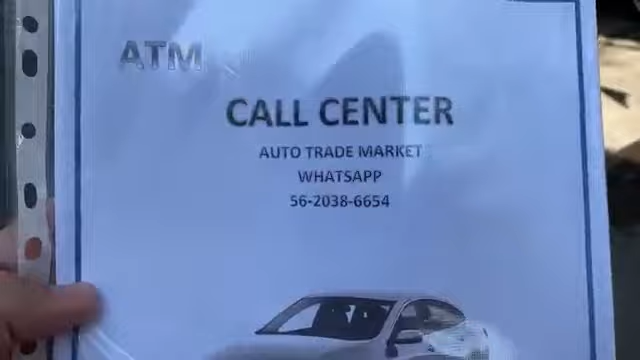 ATM
CALL CENTER
AUTO TRADE MARKET
WHATSAPP
56-2038-6654